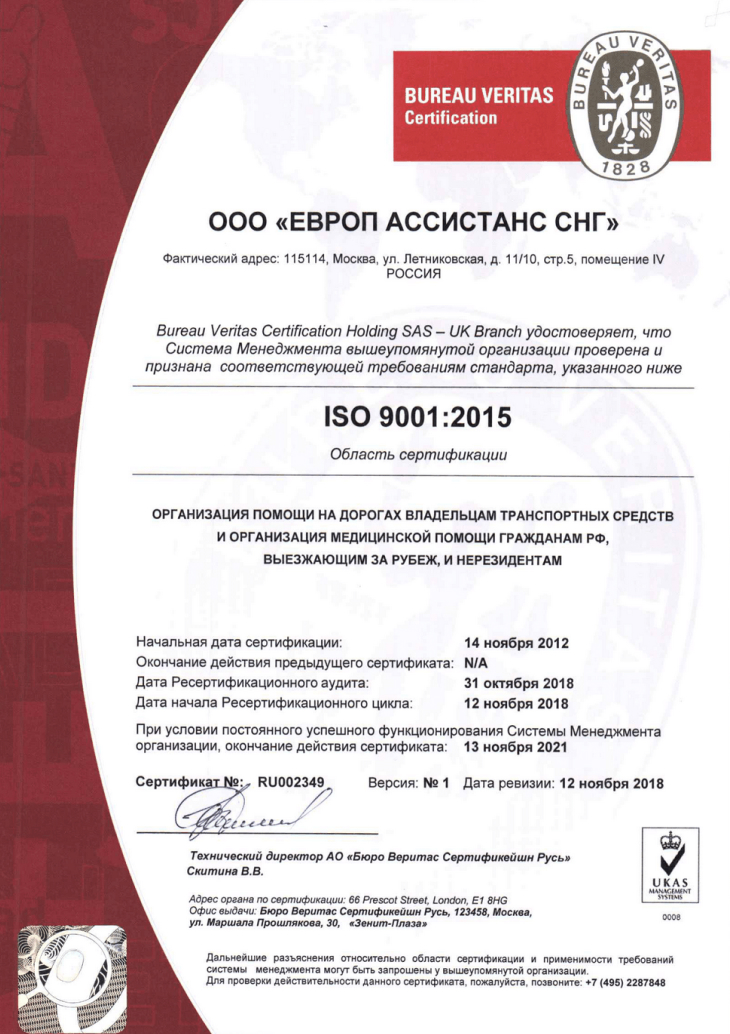 BUREAU VERITAS
Certification
BUREAU VERITAS
1828
ООО «ЕВРОП АССИСТАНС СНГ»
Фактический адрес: 115114, Москва, ул. Летниковская, д. 11/10, стр.5, помещение IV
РОССИЯ
Bureau Veritas Certification Holding SAS – UK Branch удостоверяет, что
Система Менеджмента вышеупомянутой организации проверена и
признана соответствующей требованиям стандарта, указанного ниже
ISO 9001:2015
Область сертификации
ОРГАНИЗАЦИЯ ПОМОЩИ НА ДОРОГАХ ВЛАДЕЛЬЦАМ ТРАНСПОРТНЫХ СРЕДСТВ
И ОРГАНИЗАЦИЯ МЕДИЦИНСКОЙ ПОМОЩИ ГРАЖДАНАМ РФ,
ВЫЕЗЖАЮЩИМ ЗА РУБЕЖ, И НЕРЕЗИДЕНТАМ
Начальная дата сертификации: 14 ноября 2012
Окончание действия предыдущего сертификата: N/A
Дата Ресертификационного аудита: 31 октября 2018
Дата начала Ресертификационного цикла: 12 ноября 2018
При условии постоянного успешного функционирования Системы Менеджмента
организации, окончание действия сертификата: 13 ноября 2021
Сертификат №: RU002349 Версия: № 1 Дата ревизии: 12 ноября 2018
Технический директор АО «Бюро Веритас Сертификейшн Русь»
Скитина В.В.
Адрес органа по сертификации: 66 Prescot Street, London, E1 8HG
Офис выдачи: Бюро Веритас Сертификейшн Русь, 123458, Москва,
ул. Маршала Прошлякова, 30, «Зенит-Плаза»
UKAS
MANAGEMENT
SYSTEMS
0008
Дальнейшие разъяснения относительно области сертификации и применимости требований
системы менеджмента могут быть запрошены у вышеупомянутой организации.
Для проверки действительности данного сертификата, пожалуйста, позвоните: +7 (495) 2287848